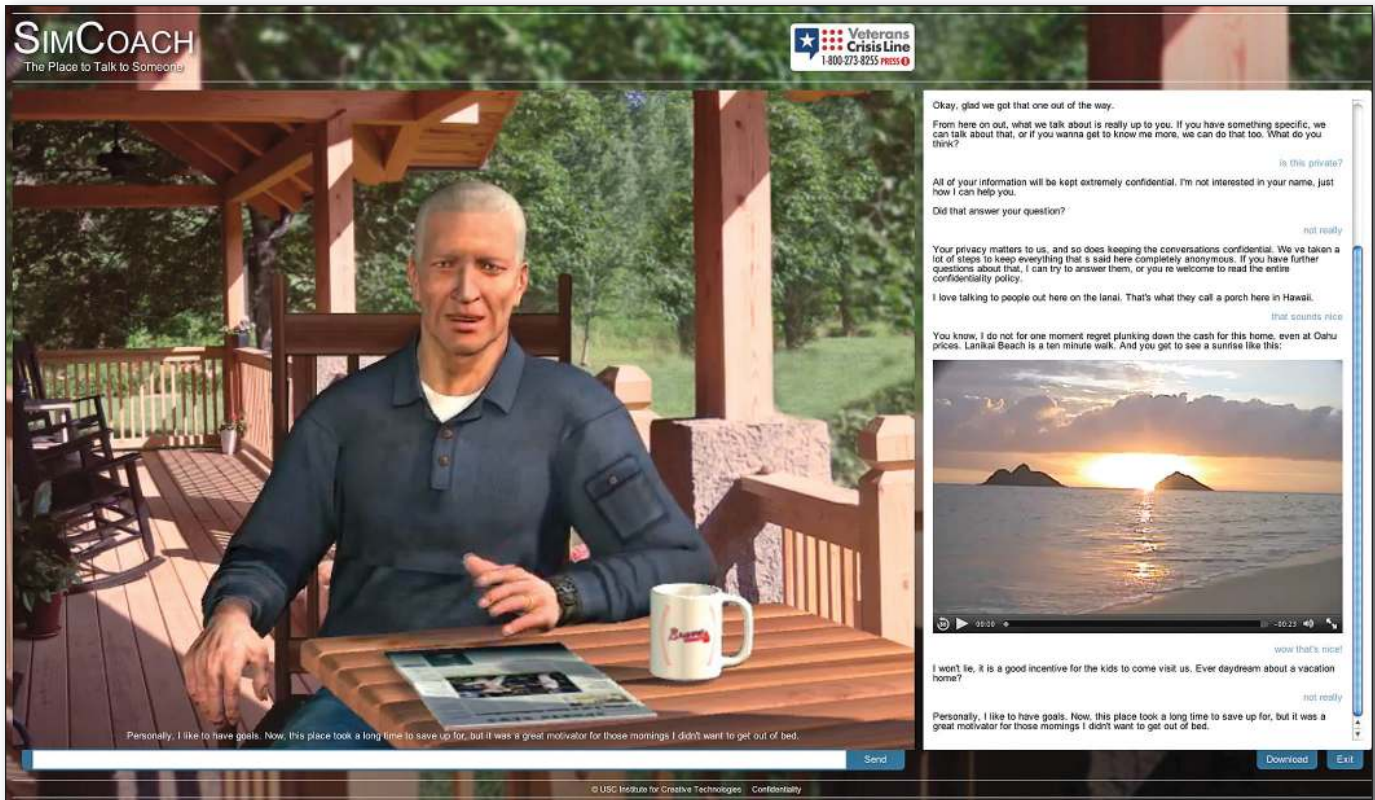 SIMCOACH
The Place to Talk to Someone
Veterans
Crisis Line
1-800-273-8255 PRESS 1
Okay, glad we got that one out of the way.
From here on out, what we talk about is really up to you. If you have something specific, we
can talk about that, or if you wanna get to know me more, we can do that too. What do you
think?
is this private?
All of your information will be kept extremely confidential. I'm not interested in your name, just
how I can help you.
Did that answer your question?
not really
Your privacy matters to us, and so does keeping the conversations confidential. We ve taken a
lot of steps to keep everything that s said here completely anonymous. If you have further
questions about that, I can try to answer them, or you re welcome to read the entire
confidentiality policy.
I love talking to people out here on the lanai. That's what they call a porch here in Hawaii.
that sounds nice
You know, I do not for one moment regret plunking down the cash for this home, even at Oahu
prices. Lanikai Beach is a ten minute walk. And you get to see a sunrise like this:
00:00
-00:23
wow that's nice!
I won't lie, it is a good incentive for the kids to come visit us. Ever daydream about a vacation
home?
not really
Personally, I like to have goals. Now, this place took a long time to save up for, but it was a
great motivator for those mornings I didn't want to get out of bed.
Braves
Personally, I like to have goals. Now, this place took a long time to save up for, but it was a great motivator for those mornings I didn't want to get out of bed.
Send
Download
Exit
© USC Institute for Creative Technologies Confidentiality